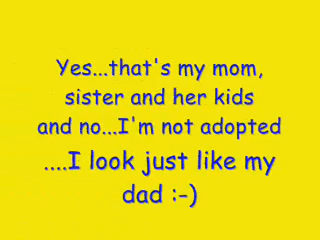 Yes...that's my mom,
sister and her kids
and no...I'm not adopted
....I look just like my
dad :-)